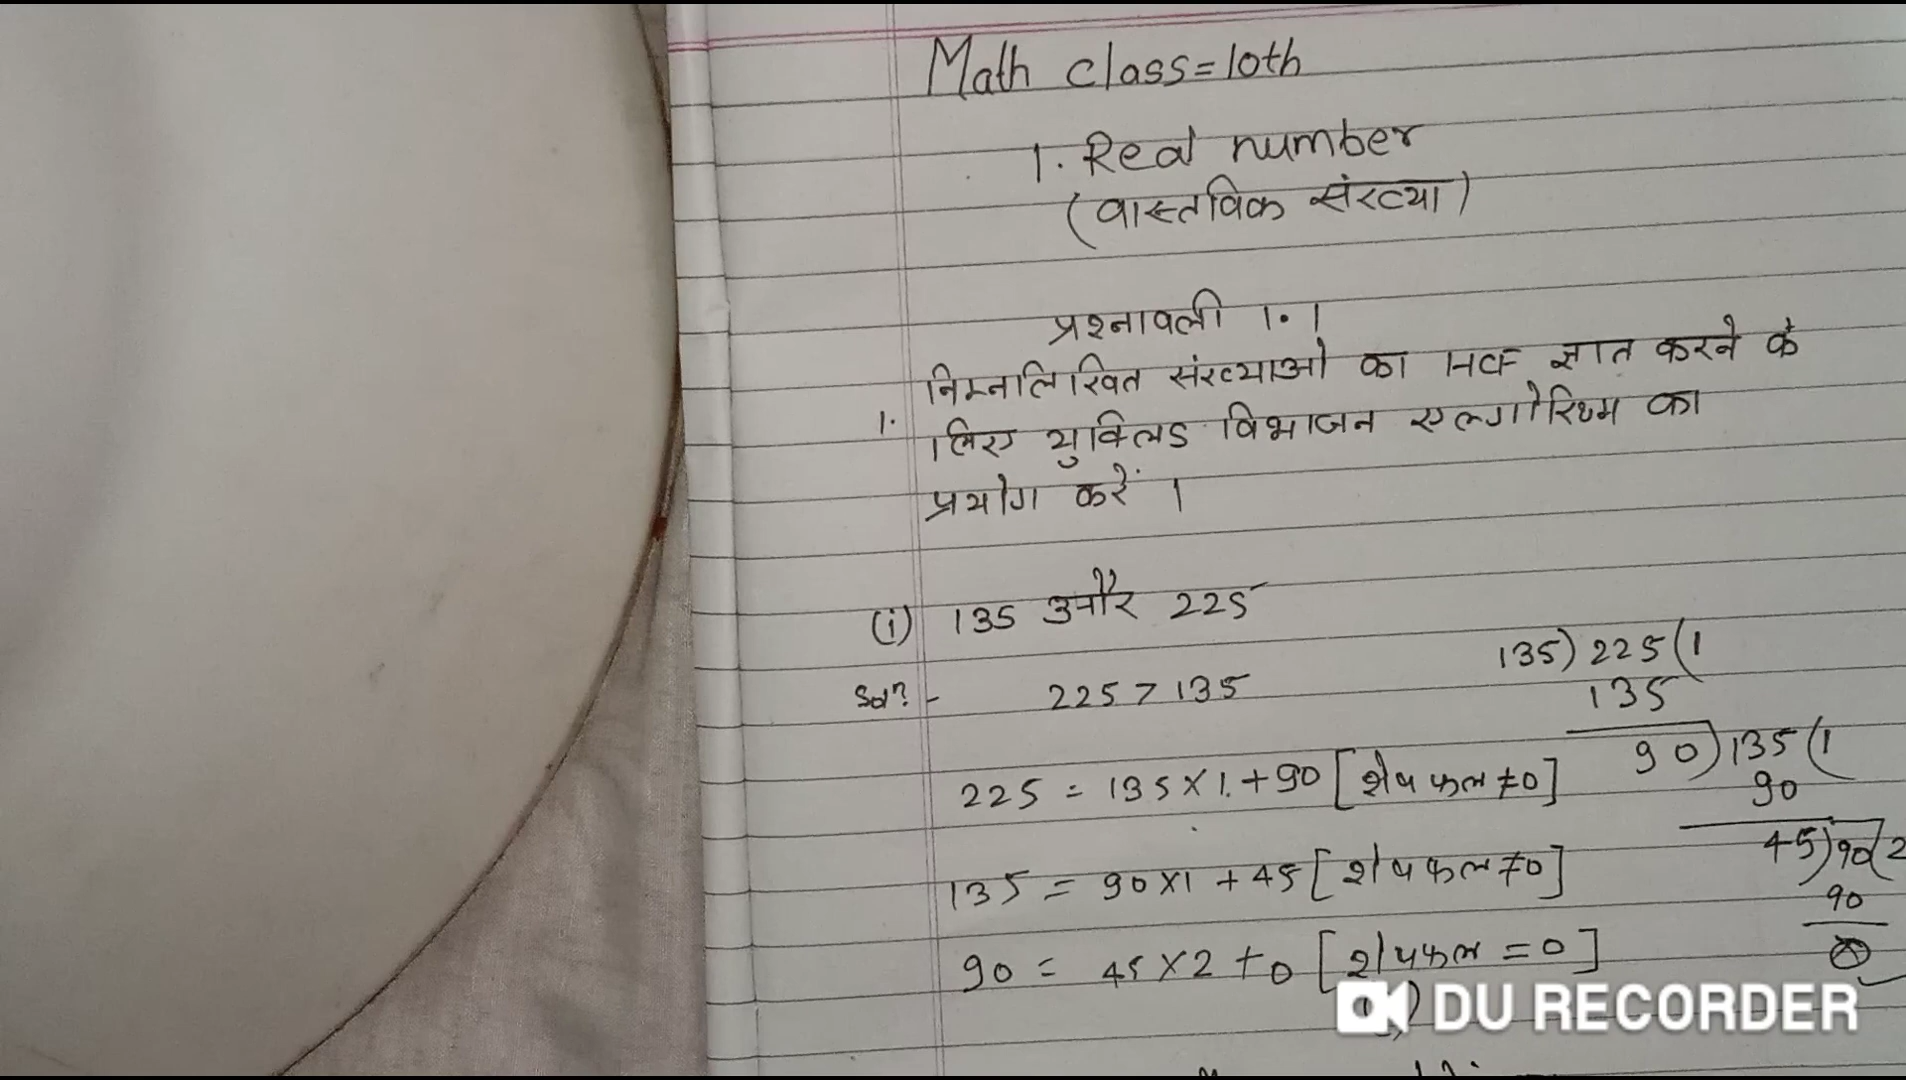 Math class=10th
1. Real number
(वास्तविक संख्या)
प्रश्नावली 1.1
1. निम्नलिखित संख्याओ का HCF ज्ञात करने के
लिए युक्लिड विभाजन एल्गोरिथ्म का
प्रयोग करें ।
(i) 135 और 225
Solⁿ:- 225 > 135
135) 225 (1
135
225 = 135 × 1 + 90 [शेषफल ≠ 0]
90) 135 (1
90
135 = 90 × 1 + 45 [शेषफल ≠ 0]
45) 90 (2
90
0
90 = 45 × 2 + 0 [शेषफल = 0]
DU RECORDER